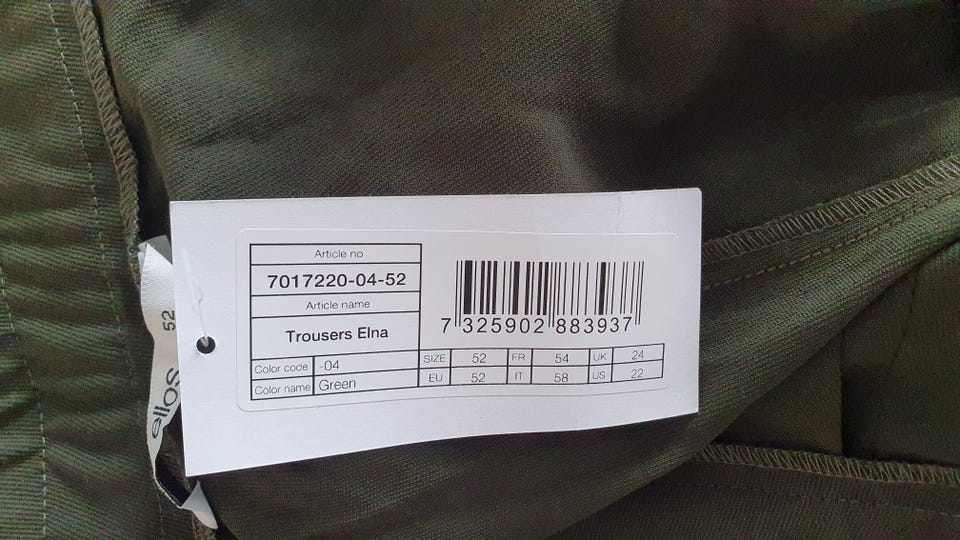 Article no
7017220-04-52
Article name
Trousers Elna
Color code -04
Color name Green
7 325902 883937
SIZE 52 FR 54 UK 24
EU 52 IT 58 US 22
52
ellos